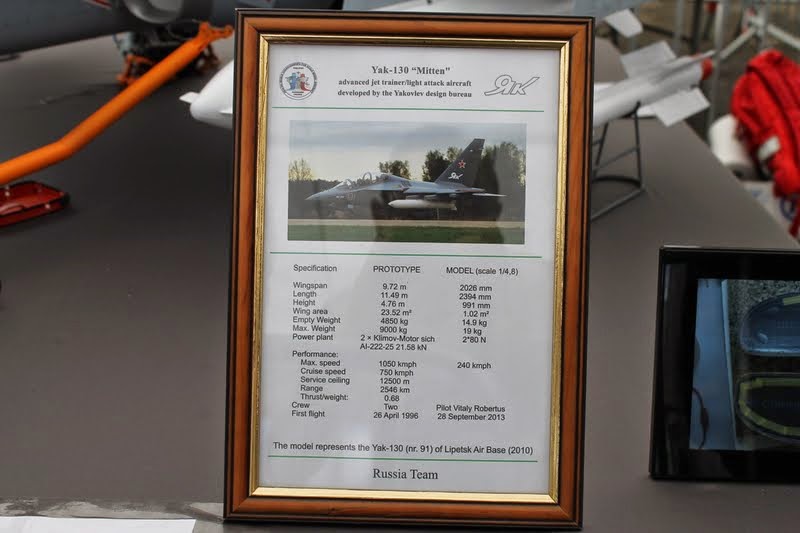 Yak-130 "Mitten"
advanced jet trainer/light attack aircraft
developed by the Yakovlev design bureau
ЯК
Specification PROTOTYPE MODEL (scale 1/4,8)
Wingspan 9.72 m 2026 mm
Length 11.49 m 2394 mm
Height 4.76 m 991 mm
Wing area 23.52 m² 1.02 m²
Empty Weight 4850 kg 14.9 kg
Max. Weight 9000 kg 19 kg
Power plant 2 × Klimov-Motor sich 2*80 N
AI-222-25 21.58 kN
Performance:
Max. speed 1050 kmph 240 kmph
Cruise speed 750 kmph
Service ceiling 12500 m
Range 2546 km
Thrust/weight: 0.68
Crew Two Pilot Vitaly Robertus
First flight 26 April 1996 28 September 2013
The model represents the Yak-130 (nr. 91) of Lipetsk Air Base (2010)
Russia Team